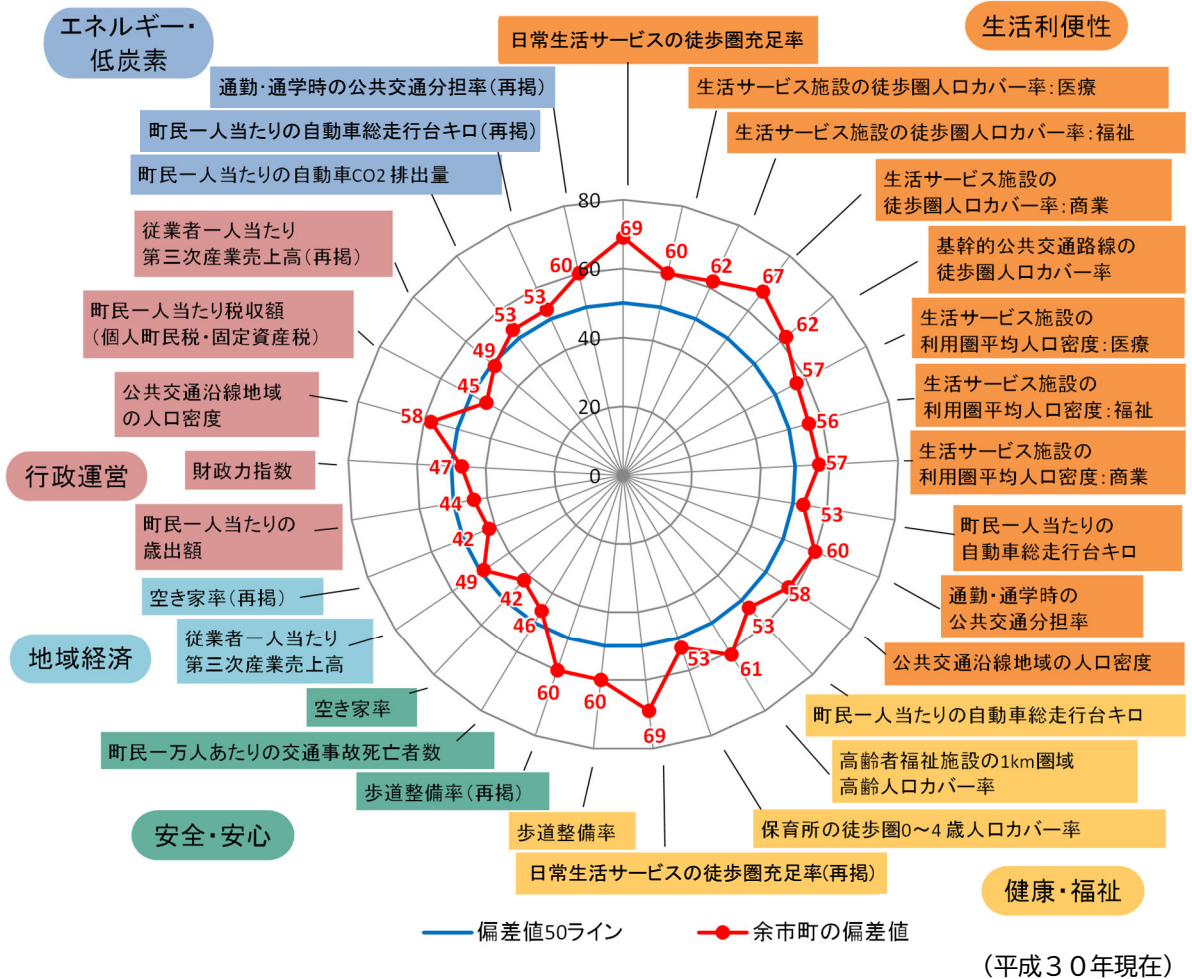 エネルギー・
低炭素
日常生活サービスの徒歩圏充足率
生活利便性
通勤・通学時の公共交通分担率(再掲)
生活サービス施設の徒歩圏人口カバー率:医療
町民一人当たりの自動車総走行台キロ(再掲)
生活サービス施設の徒歩圏人口カバー率:福祉
町民一人当たりの自動車CO2 排出量
生活サービス施設の
徒歩圏人口カバー率:商業
従業者一人当たり
第三次産業売上高(再掲)
基幹的公共交通路線の
徒歩圏人口カバー率
町民一人当たり税収額
(個人町民税・固定資産税)
生活サービス施設の
利用圏平均人口密度:医療
公共交通沿線地域
の人口密度
生活サービス施設の
利用圏平均人口密度:福祉
行政運営
財政力指数
生活サービス施設の
利用圏平均人口密度:商業
町民一人当たりの
歳出額
町民一人当たりの
自動車総走行台キロ
空き家率(再掲)
通勤・通学時の
公共交通分担率
地域経済
従業者一人当たり
第三次産業売上高
公共交通沿線地域の人口密度
空き家率
町民一人当たりの自動車総走行台キロ
町民一万人あたりの交通事故死亡者数
高齢者福祉施設の1km圏域
高齢人口カバー率
歩道整備率(再掲)
安全・安心
歩道整備率
保育所の徒歩圏0~4 歳人口カバー率
日常生活サービスの徒歩圏充足率(再掲)
健康・福祉
80
60
40
20
0
69
60
62
67
62
57
56
57
53
60
58
53
61
53
69
60
60
46
42
49
42
44
47
58
45
49
53
53
60
偏差値50ライン
余市町の偏差値
(平成30年現在)